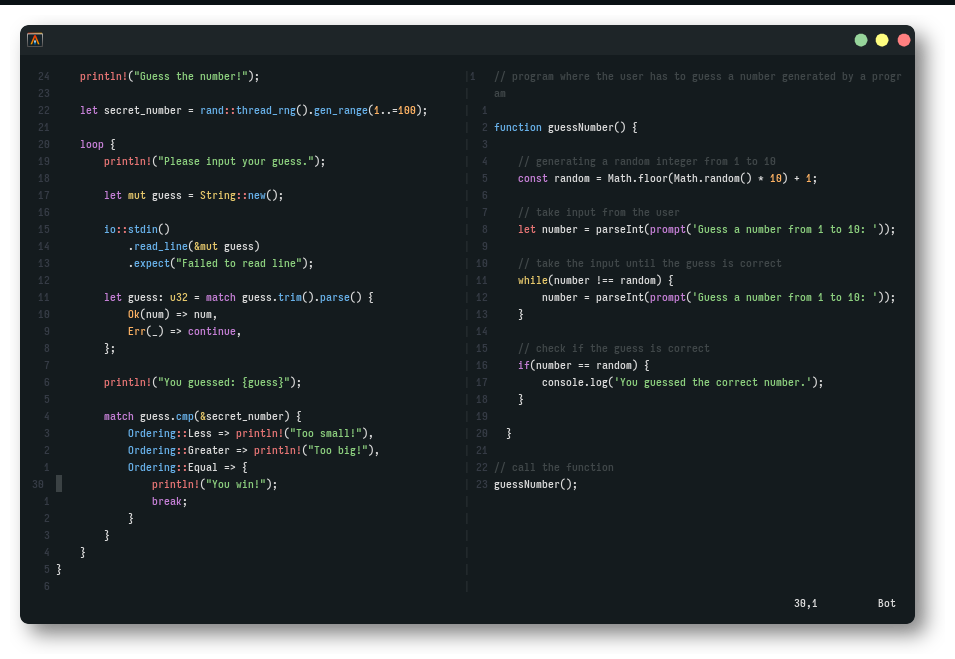 24     println!("Guess the number!");
23
22     let secret_number = rand::thread_rng().gen_range(1..=100);
21
20     loop {
19         println!("Please input your guess.");
18
17         let mut guess = String::new();
16
15         io::stdin()
14             .read_line(&mut guess)
13             .expect("Failed to read line");
12
11         let guess: u32 = match guess.trim().parse() {
10             Ok(num) => num,
9             Err(_) => continue,
8         };
7
6         println!("You guessed: {guess}");
5
4         match guess.cmp(&secret_number) {
3             Ordering::Less => println!("Too small!"),
2             Ordering::Greater => println!("Too big!"),
1             Ordering::Equal => {
30                 println!("You win!");
1                 break;
2             }
3         }
4     }
5 }
6
1   // program where the user has to guess a number generated by a progr
am
1
2 function guessNumber() {
3
4     // generating a random integer from 1 to 10
5     const random = Math.floor(Math.random() * 10) + 1;
6
7     // take input from the user
8     let number = parseInt(prompt('Guess a number from 1 to 10: '));
9
10     // take the input until the guess is correct
11     while(number !== random) {
12         number = parseInt(prompt('Guess a number from 1 to 10: '));
13     }
14
15     // check if the guess is correct
16     if(number == random) {
17         console.log('You guessed the correct number.');
18     }
19
20   }
21
22 // call the function
23 guessNumber();
30,1          Bot